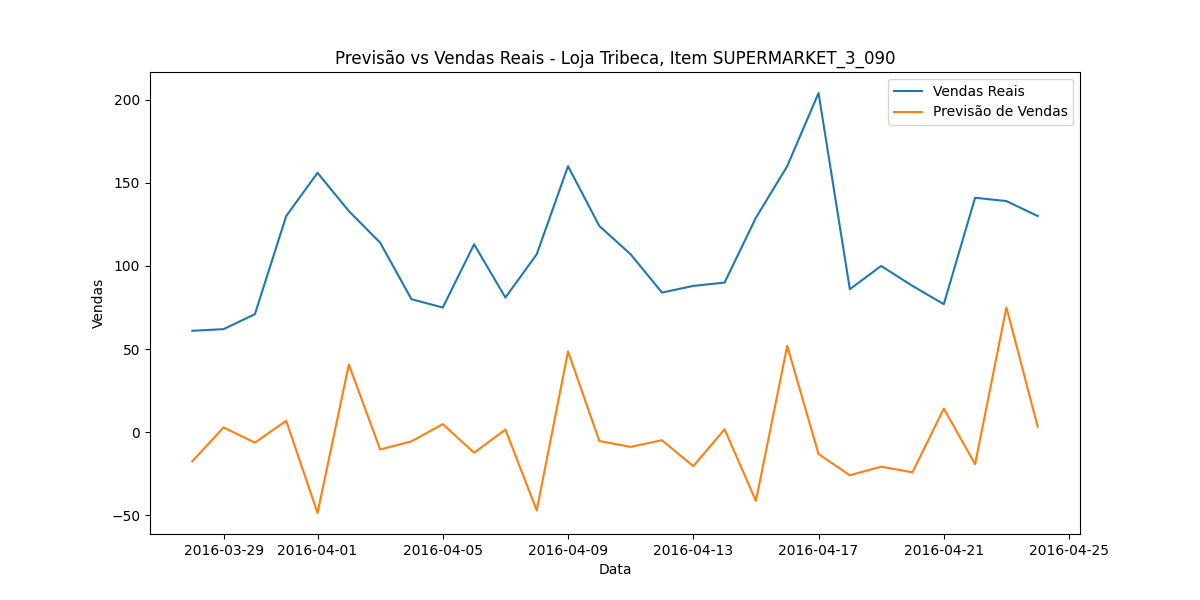 Previsão vs Vendas Reais - Loja Tribeca, Item SUPERMARKET_3_090
Vendas Reais
Previsão de Vendas
Vendas
200
150
100
50
0
−50
2016-03-29 2016-04-01 2016-04-05 2016-04-09 2016-04-13 2016-04-17 2016-04-21 2016-04-25
Data